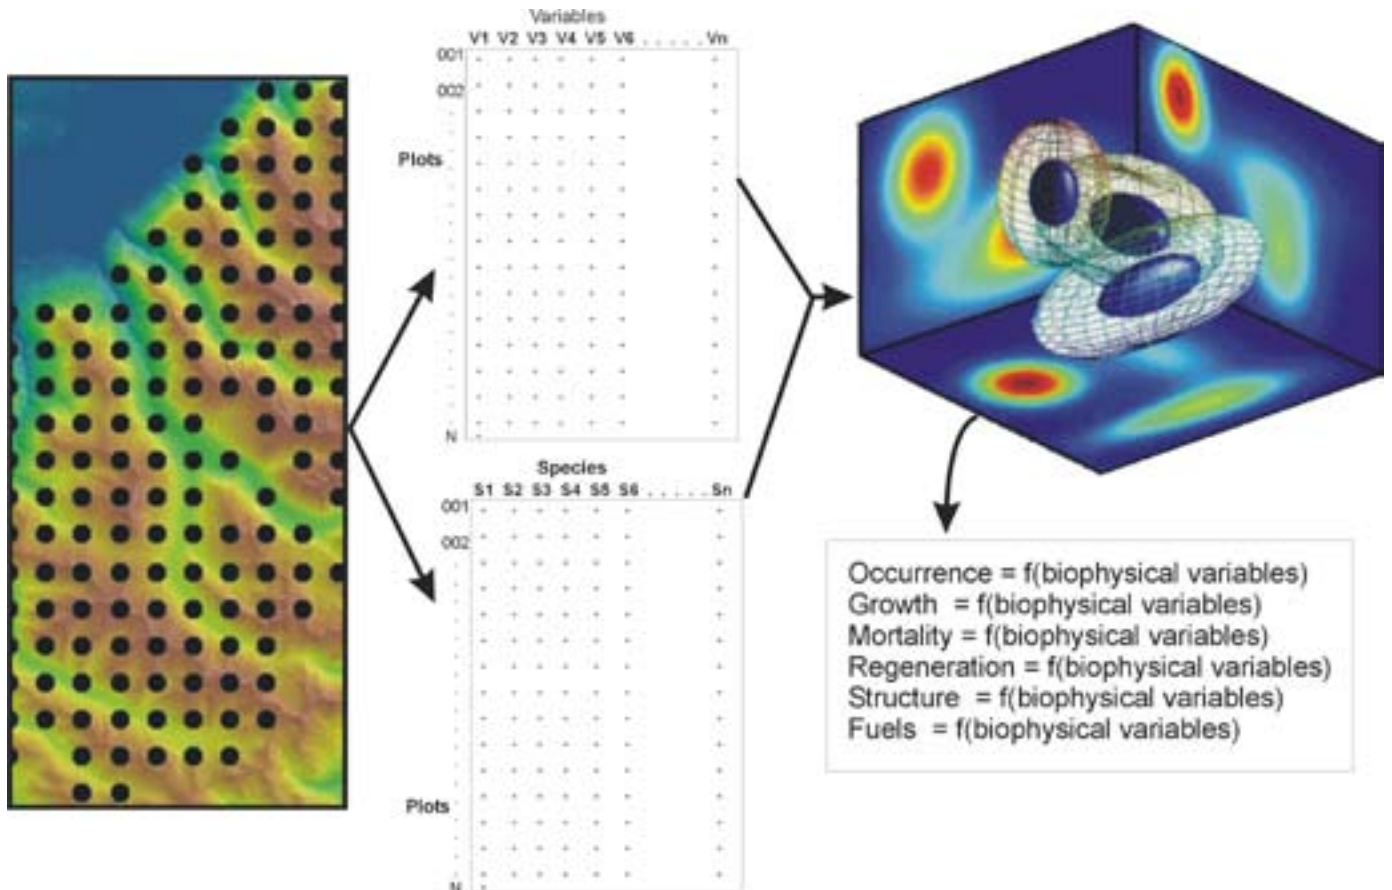 Variables
V1 V2 V3 V4 V5 V6 . . . . . Vn
001
002
Plots
N
Species
S1 S2 S3 S4 S5 S6 . . . . . Sn
001
002
Plots
N
Occurrence = f(biophysical variables)
Growth = f(biophysical variables)
Mortality = f(biophysical variables)
Regeneration = f(biophysical variables)
Structure = f(biophysical variables)
Fuels = f(biophysical variables)